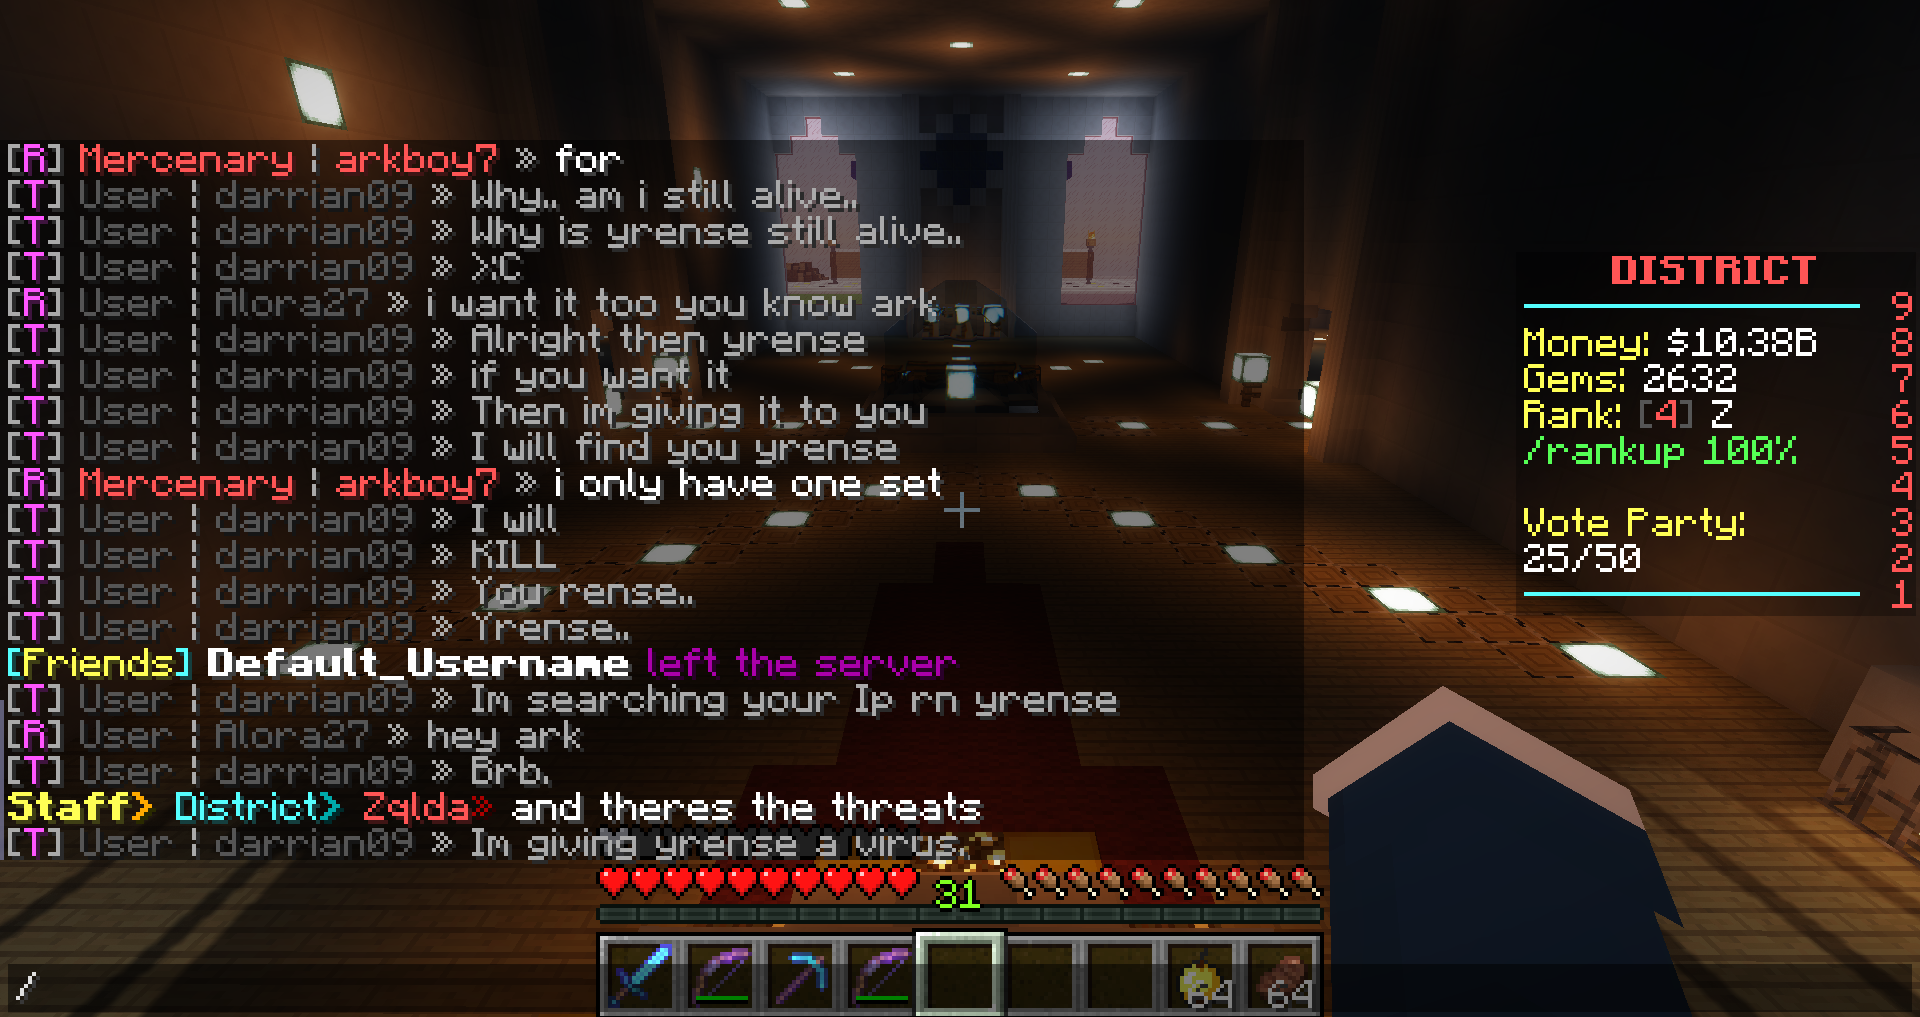 [R] Mercenary | arkboy7 » for
[T] User | darrian09 » Why.. am i still alive..
[T] User | darrian09 » Why is yrense still alive..
[T] User | darrian09 » >:C
[R] User | Alora27 » i want it too you know ark
[T] User | darrian09 » Alright then yrense
[T] User | darrian09 » if you want it
[T] User | darrian09 » Then im giving it to you
[T] User | darrian09 » I will find you yrense
[R] Mercenary | arkboy7 » i only have one set
[T] User | darrian09 » I will
[T] User | darrian09 » KILL
[T] User | darrian09 » You rense..
[T] User | darrian09 » Yrense..
[Friends] Default_Username left the server
[T] User | darrian09 » Im searching your Ip rn yrense
[R] User | Alora27 » hey ark
[T] User | darrian09 » Brb.
Staff> District> Zqlda» and theres the threats
[T] User | darrian09 » Im giving yrense a virus.
/
31
64
64
DISTRICT
9
Money: $10.38B 8
Gems: 2632 7
Rank: [4] Z 6
/rankup 100% 5
4
Vote Party: 3
25/50 2
1